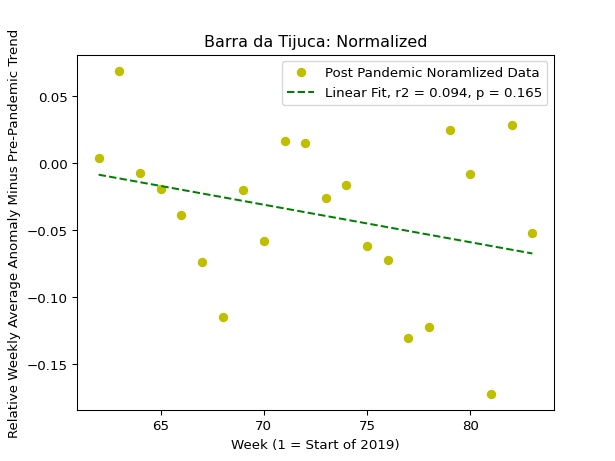 Barra da Tijuca: Normalized
Relative Weekly Average Anomaly Minus Pre-Pandemic Trend
Post Pandemic Noramlized Data
Linear Fit, r2 = 0.094, p = 0.165
0.05
0.00
−0.05
−0.10
−0.15
65
70
75
80
Week (1 = Start of 2019)